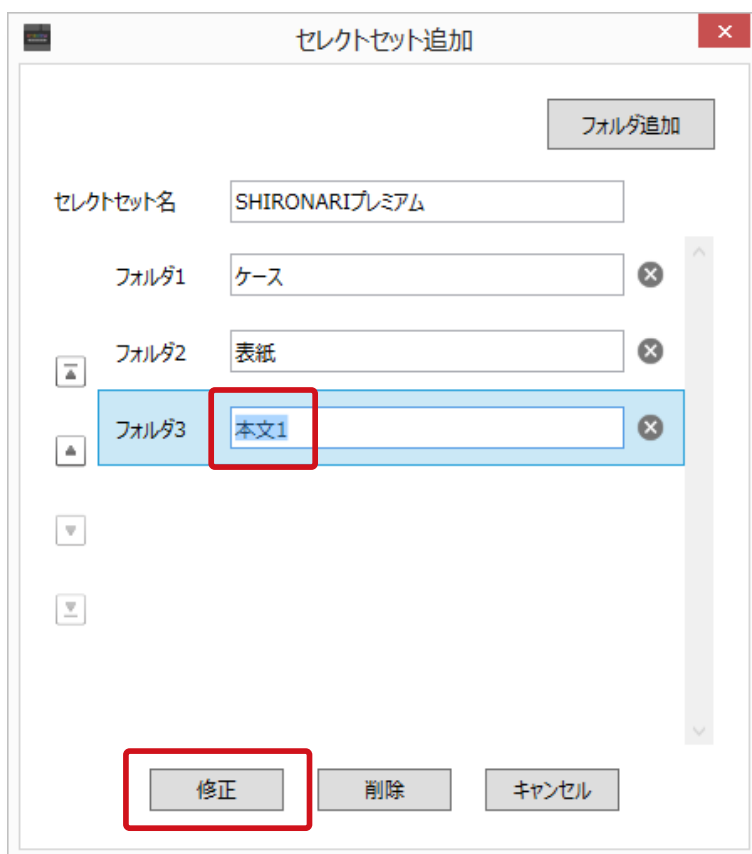 セレクトセット追加
フォルダ追加
セレクトセット名 SHIRONARIプレミアム
フォルダ1 ケース
フォルダ2 表紙
フォルダ3 本文1
修正 削除 キャンセル